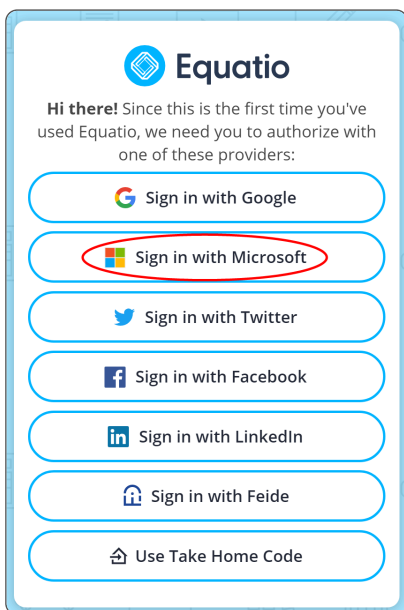 Equatio
Hi there! Since this is the first time you've
used Equatio, we need you to authorize with
one of these providers:
Sign in with Google
Sign in with Microsoft
Sign in with Twitter
Sign in with Facebook
Sign in with LinkedIn
Sign in with Feide
Use Take Home Code